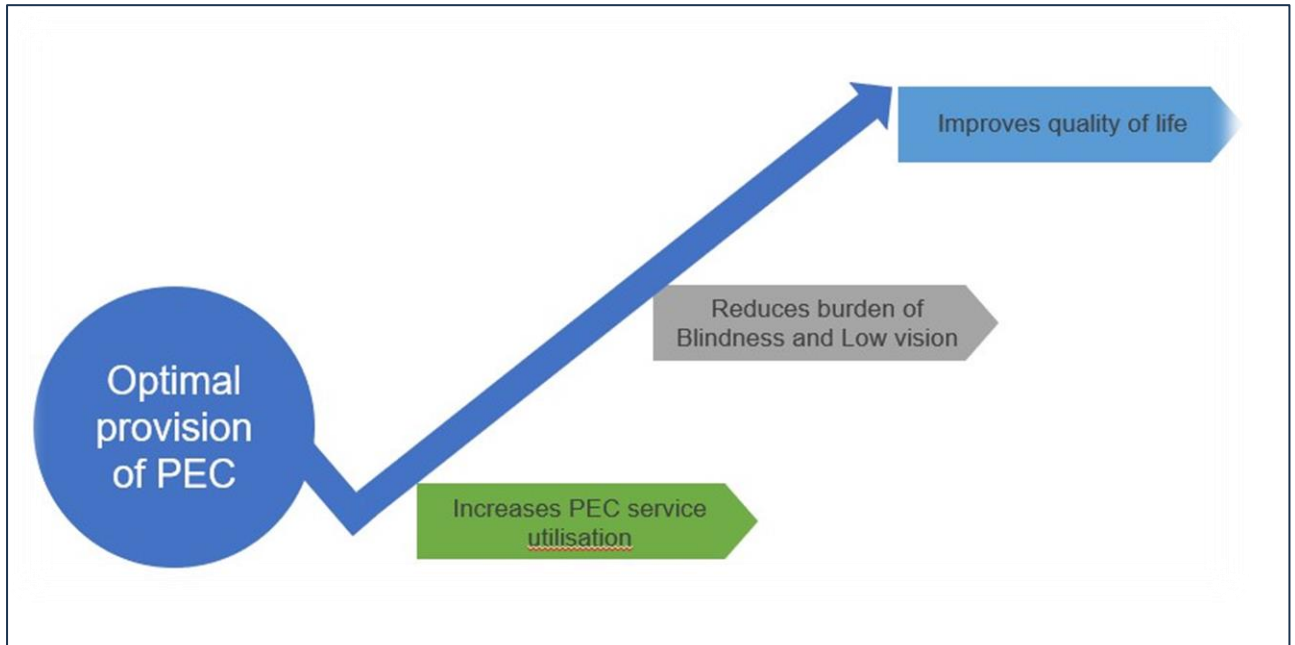 Optimal
provision
of PEC
Improves quality of life
Reduces burden of
Blindness and Low vision
Increases PEC service
utilisation